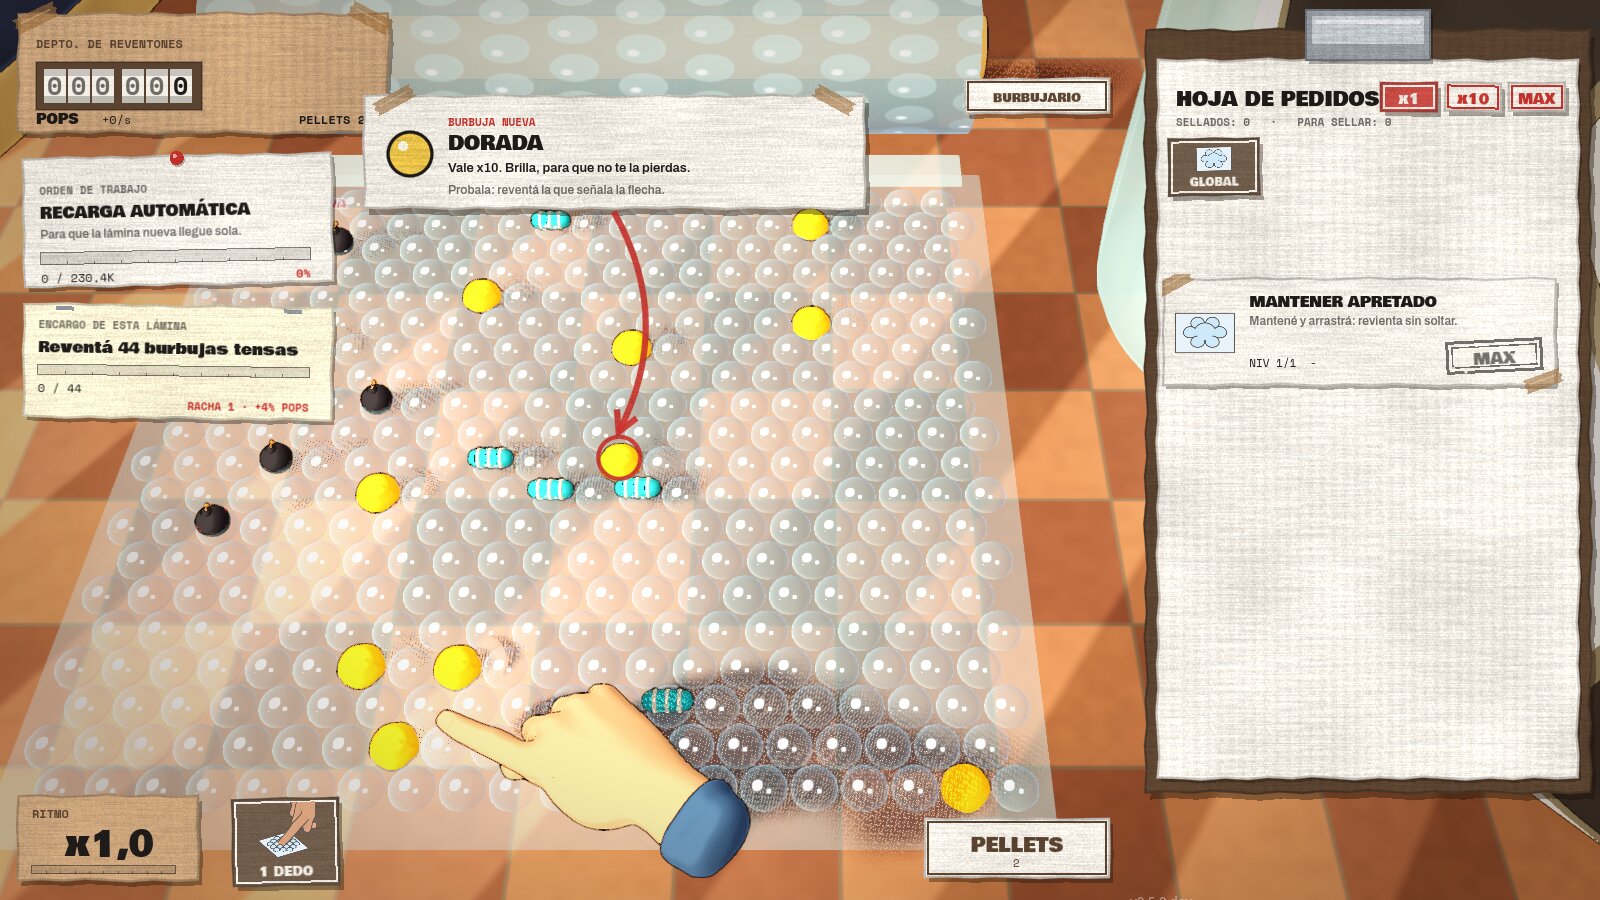 DEPTO. DE REVENTONES
000 000
POPS +0/s PELLETS 2
BURBUJA NUEVA
DORADA
Vale x10. Brilla, para que no te la pierdas.
Probala: reventá la que señala la flecha.
BURBUJARIO
ORDEN DE TRABAJO
RECARGA AUTOMÁTICA
Para que la lámina nueva llegue sola.
0 / 230.4K 0%
ENCARGO DE ESTA LÁMINA
Reventá 44 burbujas tensas
0 / 44
RACHA 1 · +4% POPS
HOJA DE PEDIDOS x1 x10 MAX
SELLADOS: 0 · PARA SELLAR: 0
GLOBAL
MANTENER APRETADO
Mantené y arrastrá: revienta sin soltar.
NIV 1/1 - MAX
RITMO
x1,0
1 DEDO
PELLETS
2